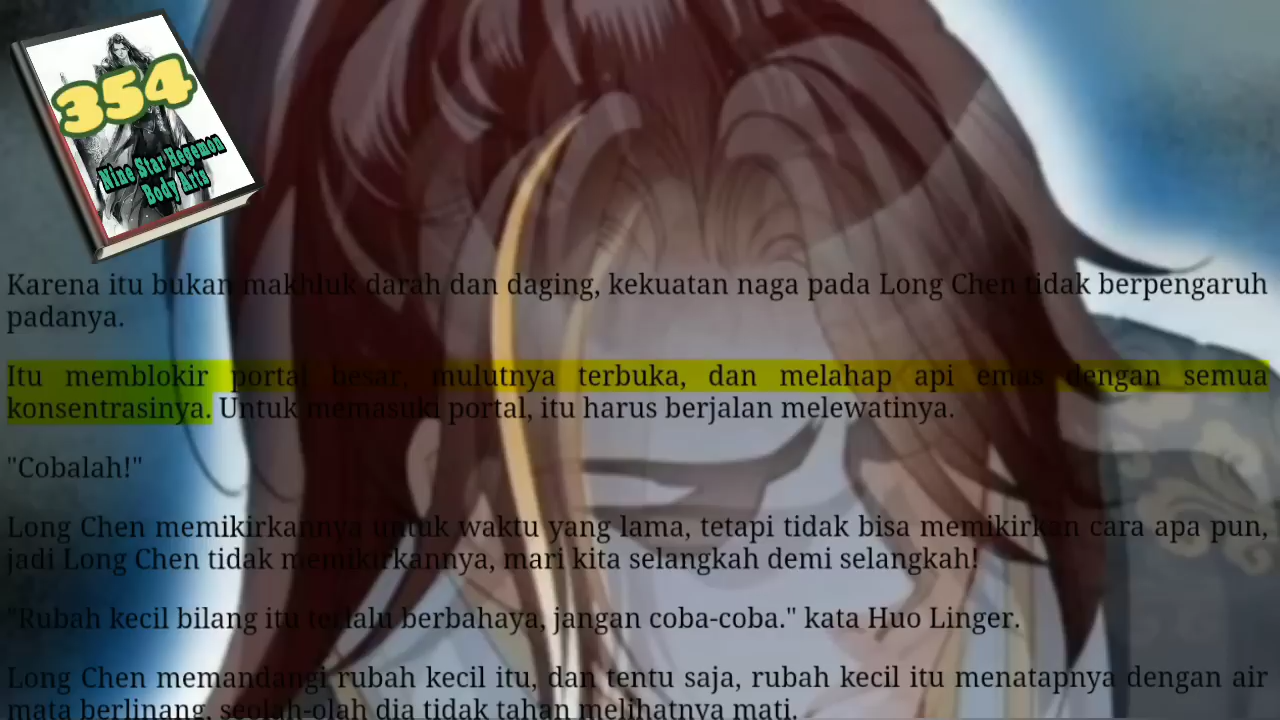 354
Nine Star Hegemon
Body Arts
Karena itu bukan makhluk darah dan daging, kekuatan naga pada Long Chen tidak berpengaruh
padanya.
Itu memblokir portal besar, mulutnya terbuka, dan melahap api emas dengan semua
konsentrasinya. Untuk memasuki portal, itu harus berjalan melewatinya.
"Cobalah!"
Long Chen memikirkannya untuk waktu yang lama, tetapi tidak bisa memikirkan cara apa pun,
jadi Long Chen tidak memikirkannya, mari kita selangkah demi selangkah!
"Rubah kecil bilang itu terlalu berbahaya, jangan coba-coba." kata Huo Linger.
Long Chen memandangi rubah kecil itu, dan tentu saja, rubah kecil itu menatapnya dengan air
mata berlinang, seolah-olah dia tidak tahan melihatnya mati.